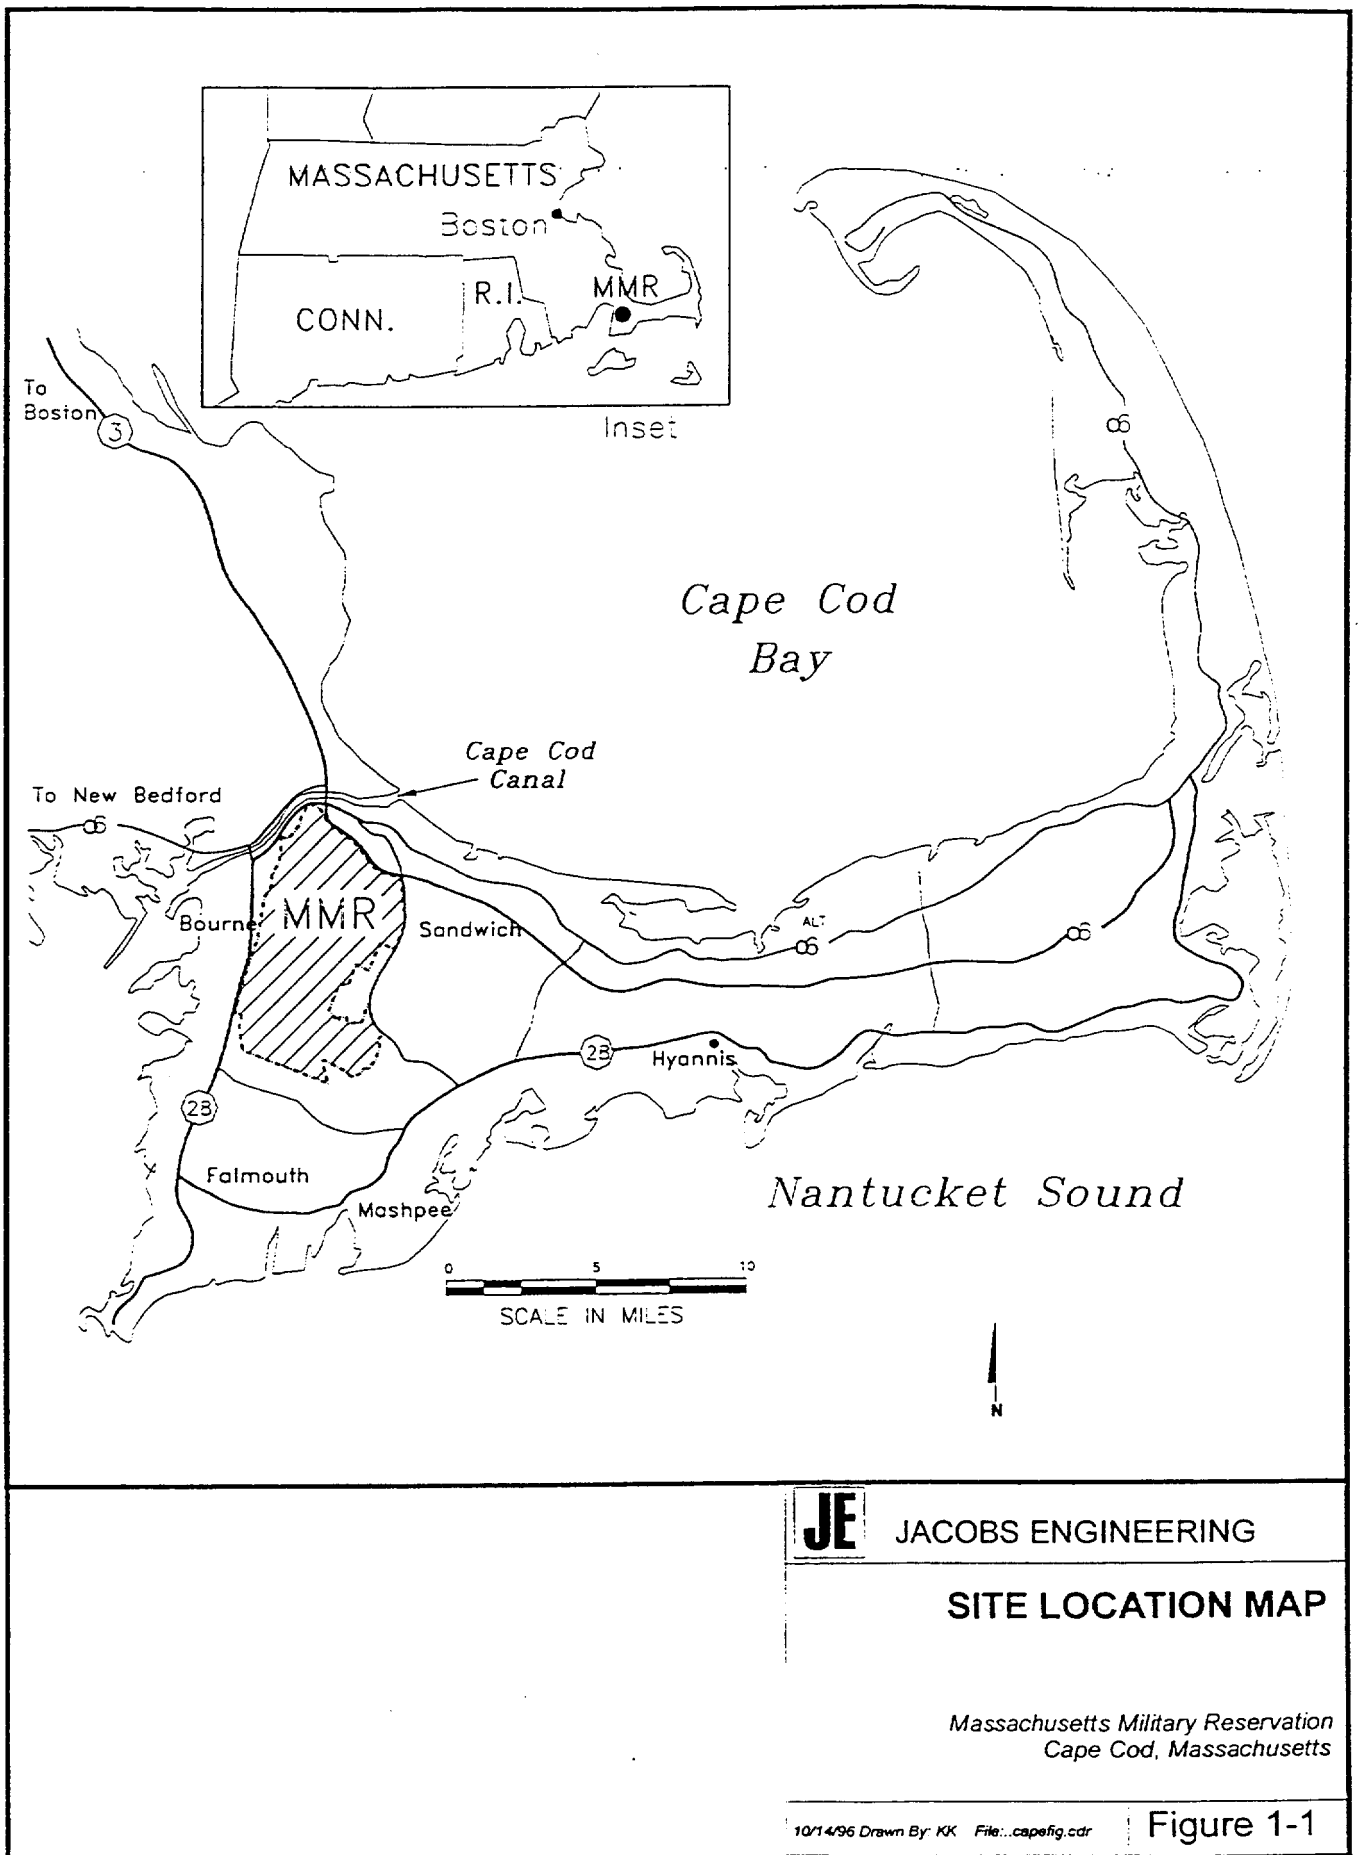 MASSACHUSETTS
Boston
CONN.
R.I.
MMR
Inset
To
Boston
3
6
Cape Cod
Bay
Cape Cod
Canal
To New Bedford
6
Bourne
MMR
Sandwich
ALT
6
6
28
Hyannis
28
Falmouth
Mashpee
Nantucket Sound
0 5 10
SCALE IN MILES
N
JE JACOBS ENGINEERING
SITE LOCATION MAP
Massachusetts Military Reservation
Cape Cod, Massachusetts
10/14/96 Drawn By: KK File:..capefig.cdr
Figure 1-1